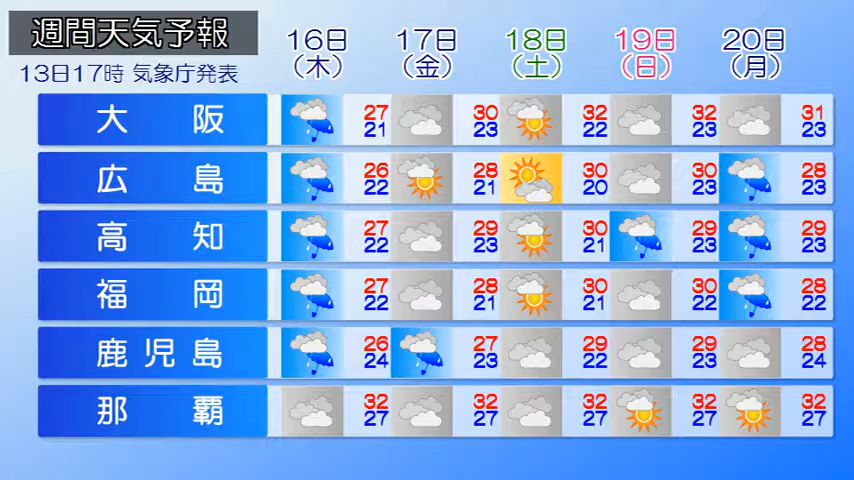 週間天気予報
13日17時 気象庁発表
16日 17日 18日 19日 20日
（木） （金） （土） （日） （月）
大阪 27 30 32 32 31
21 23 22 23 23
広島 26 28 30 30 28
22 21 20 23 23
高知 27 29 30 29 29
22 23 21 23 23
福岡 27 28 30 30 28
22 21 21 22 22
鹿児島 26 27 29 29 28
24 23 22 23 24
那覇 32 32 32 32 32
27 27 27 27 27